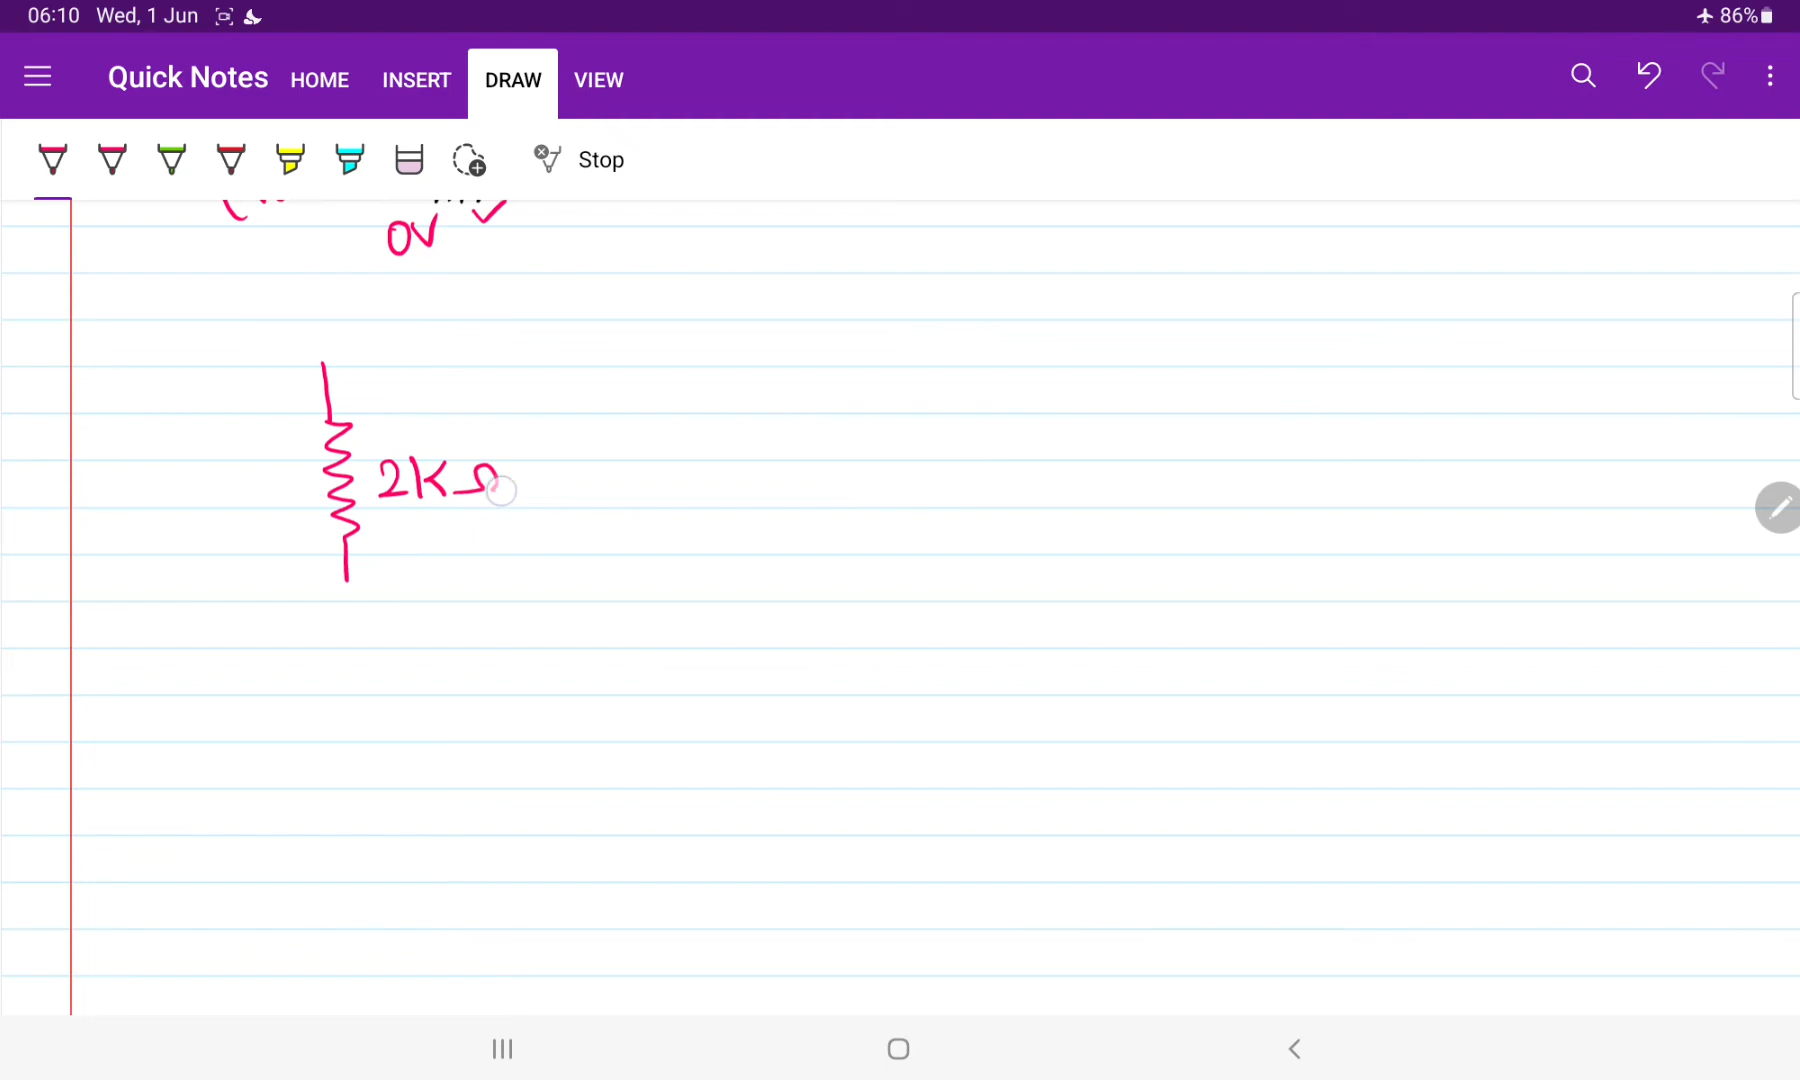 06:10 Wed, 1 Jun 86%
Quick Notes HOME INSERT DRAW VIEW
Stop
0V
2KΩ